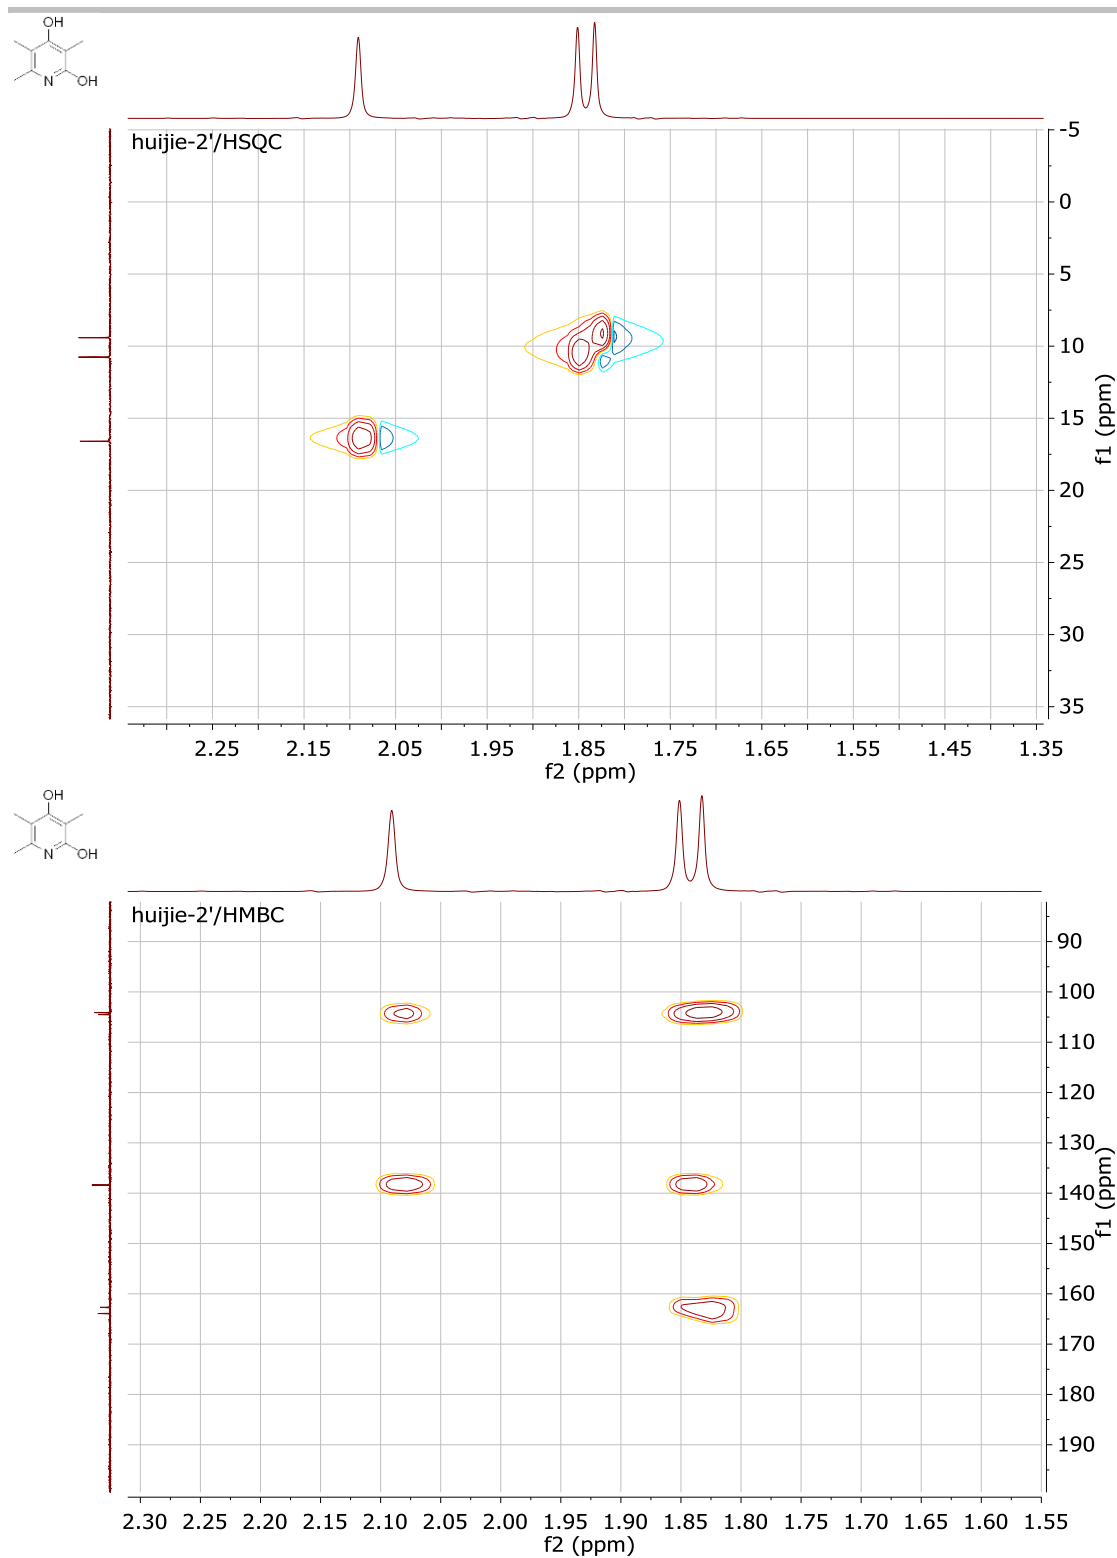 OH
N
OH
huijie-2'/HSQC
-5
0
5
10
15
20
25
30
35
f1 (ppm)
2.25 2.15 2.05 1.95 1.85 1.75 1.65 1.55 1.45 1.35
f2 (ppm)
OH
N
OH
huijie-2'/HMBC
90
100
110
120
130
140
150
160
170
180
190
f1 (ppm)
2.30 2.25 2.20 2.15 2.10 2.05 2.00 1.95 1.90 1.85 1.80 1.75 1.70 1.65 1.60 1.55
f2 (ppm)